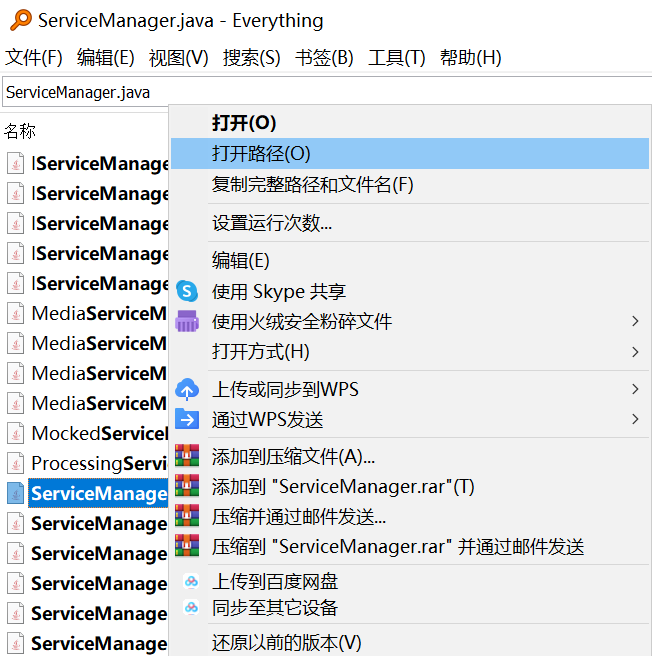 ServiceManager.java - Everything
文件(F) 编辑(E) 视图(V) 搜索(S) 书签(B) 工具(T) 帮助(H)
ServiceManager.java
名称
IServiceManage
IServiceManage
IServiceManage
IServiceManage
IServiceManage
MediaServiceM
MediaServiceM
MediaServiceM
MediaServiceM
MockedService
ProcessingServi
ServiceManage
ServiceManage
ServiceManage
ServiceManage
ServiceManage
ServiceManage
打开(O)
打开路径(O)
复制完整路径和文件名(F)
设置运行次数...
编辑(E)
使用 Skype 共享
使用火绒安全粉碎文件
打开方式(H)
上传或同步到WPS
通过WPS发送
添加到压缩文件(A)...
添加到 "ServiceManager.rar"(T)
压缩并通过邮件发送...
压缩到 "ServiceManager.rar" 并通过邮件发送
上传到百度网盘
同步至其它设备
还原以前的版本(V)